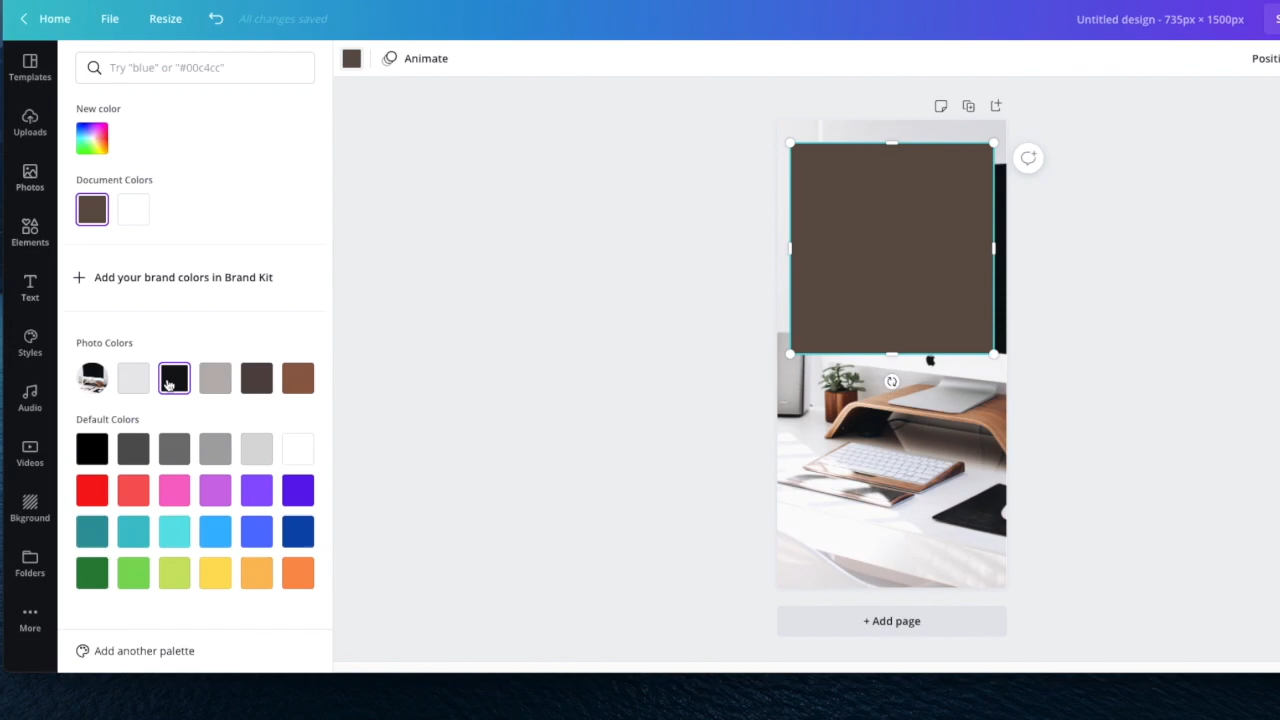 Home File Resize All changes saved Untitled design - 735px × 1500px
Templates
Uploads
Photos
Elements
Text
Styles
Audio
Videos
Bkground
Folders
More
Try "blue" or "#00c4cc"
New color
Document Colors
+ Add your brand colors in Brand Kit
Photo Colors
Default Colors
Add another palette
Animate
+ Add page